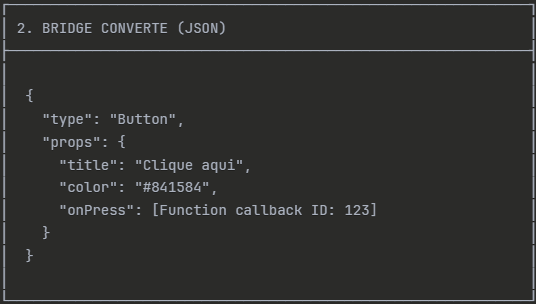 2. BRIDGE CONVERTE (JSON)
{
"type": "Button",
"props": {
"title": "Clique aqui",
"color": "#841584",
"onPress": [Function callback ID: 123]
}
}